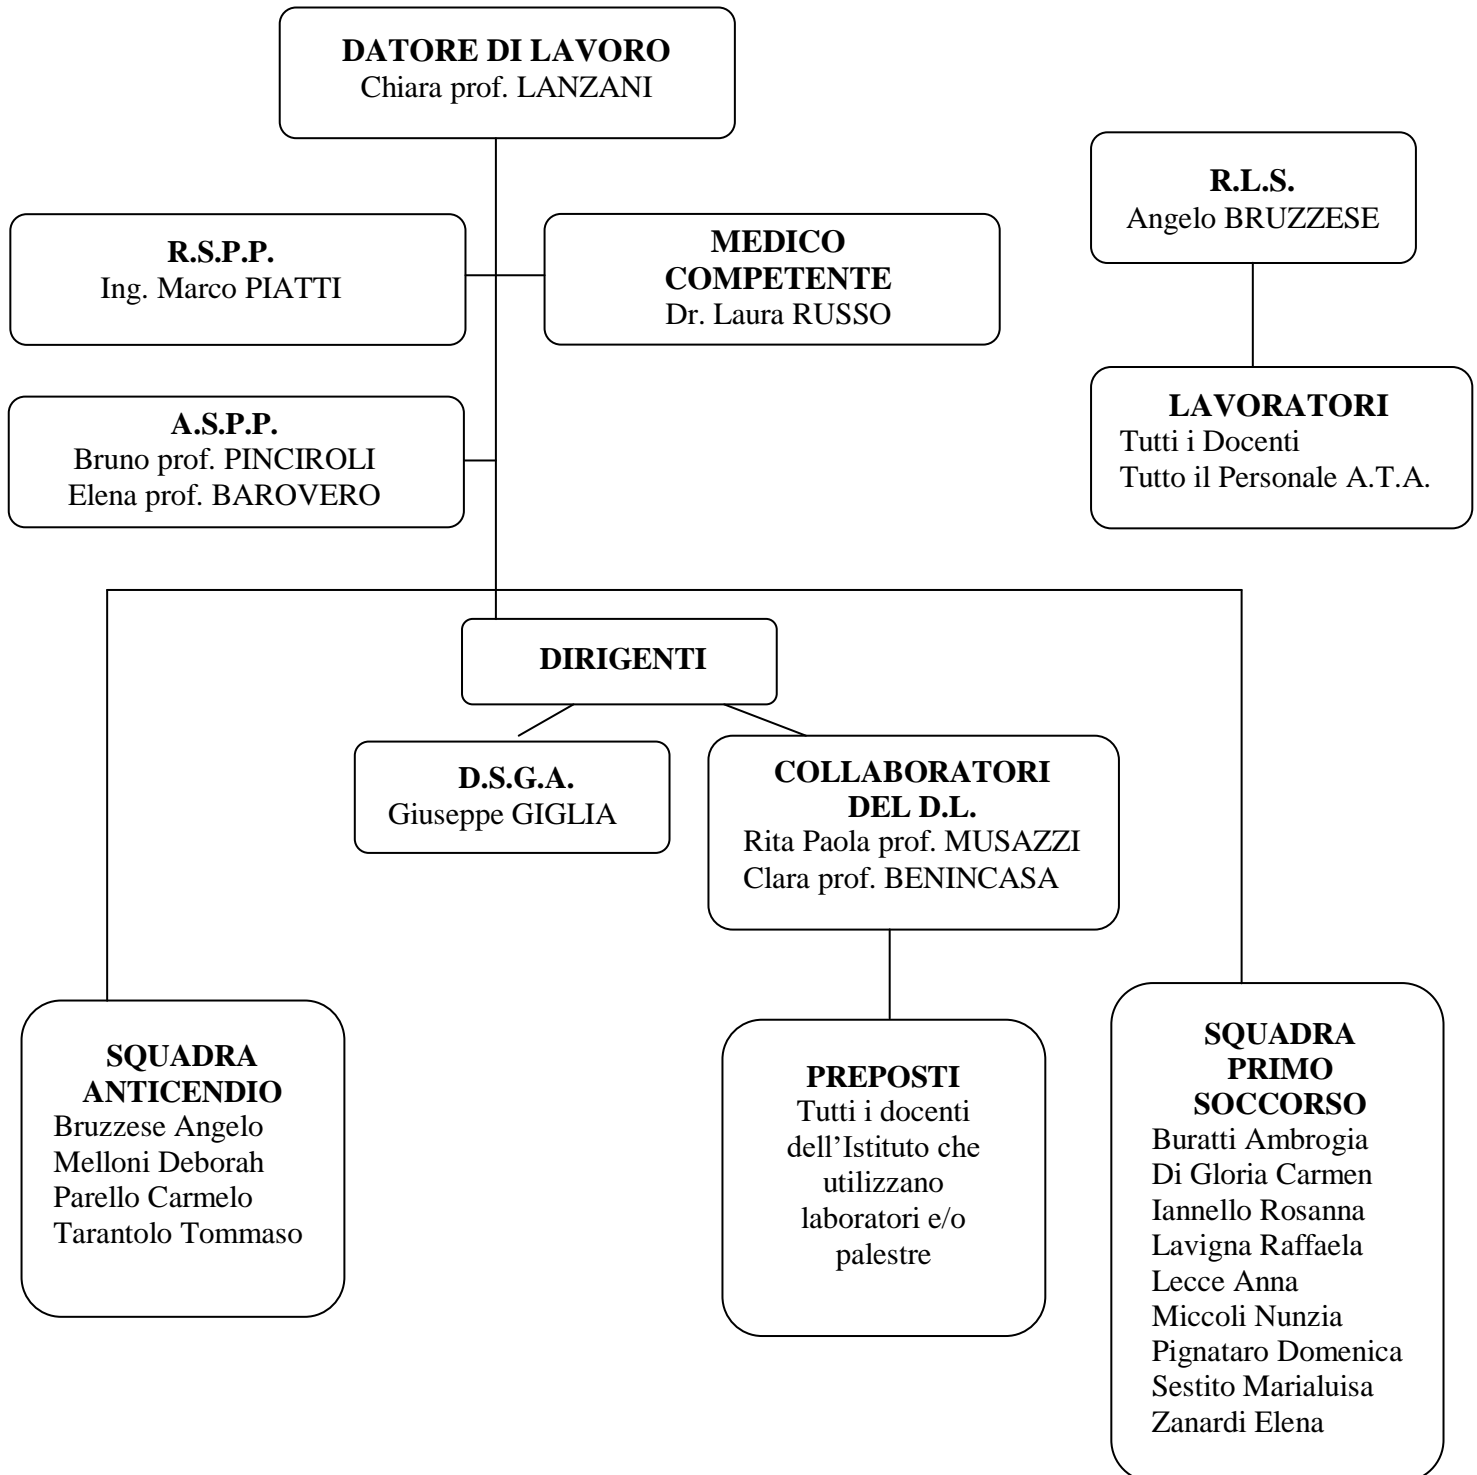 DATORE DI LAVORO
Chiara prof. LANZANI
R.L.S.
Angelo BRUZZESE
R.S.P.P.
Ing. Marco PIATTI
MEDICO
COMPETENTE
Dr. Laura RUSSO
A.S.P.P.
Bruno prof. PINCIROLI
Elena prof. BAROVERO
LAVORATORI
Tutti i Docenti
Tutto il Personale A.T.A.
DIRIGENTI
D.S.G.A.
Giuseppe GIGLIA
COLLABORATORI
DEL D.L.
Rita Paola prof. MUSAZZI
Clara prof. BENINCASA
SQUADRA
ANTICENDIO
Bruzzese Angelo
Melloni Deborah
Parello Carmelo
Tarantolo Tommaso
PREPOSTI
Tutti i docenti
dell’Istituto che
utilizzano
laboratori e/o
palestre
SQUADRA
PRIMO
SOCCORSO
Buratti Ambrogia
Di Gloria Carmen
Iannello Rosanna
Lavigna Raffaela
Lecce Anna
Miccoli Nunzia
Pignataro Domenica
Sestito Marialuisa
Zanardi Elena